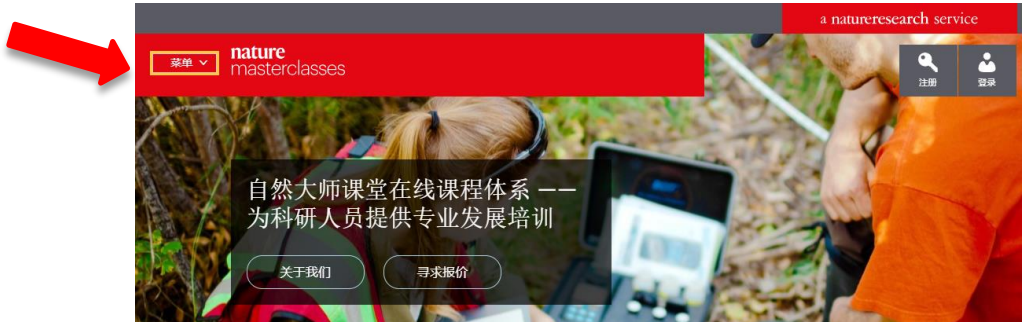 a natureresearch service
菜单
nature
masterclasses
注册
登录
自然大师课堂在线课程体系 ——
为科研人员提供专业发展培训
关于我们
寻求报价